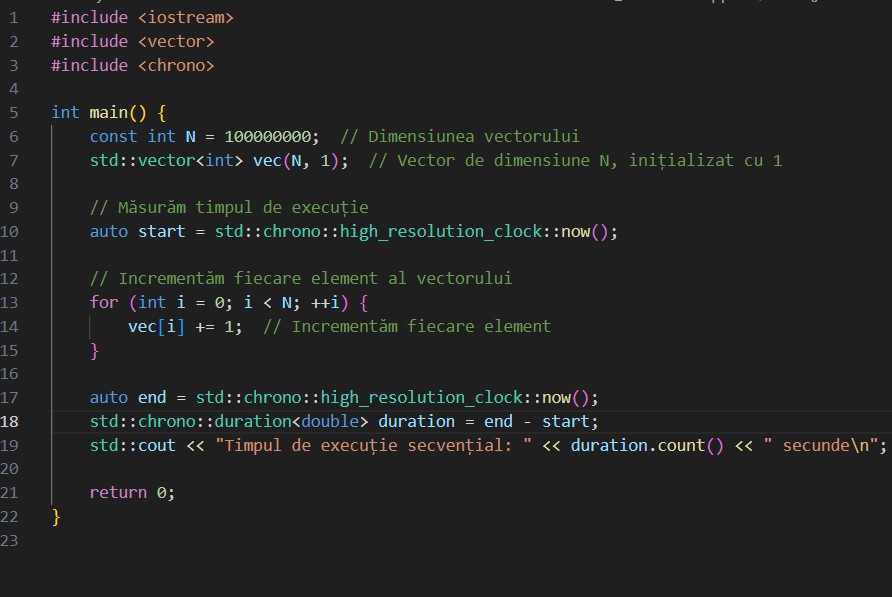 1 #include <iostream>
2 #include <vector>
3 #include <chrono>
4
5 int main() {
6     const int N = 100000000;  // Dimensiunea vectorului
7     std::vector<int> vec(N, 1);  // Vector de dimensiune N, inițializat cu 1
8
9     // Măsurăm timpul de execuție
10     auto start = std::chrono::high_resolution_clock::now();
11
12     // Incrementăm fiecare element al vectorului
13     for (int i = 0; i < N; ++i) {
14         vec[i] += 1;  // Incrementăm fiecare element
15     }
16
17     auto end = std::chrono::high_resolution_clock::now();
18     std::chrono::duration<double> duration = end - start;
19     std::cout << "Timpul de execuție secvențial: " << duration.count() << " secunde\n";
20
21     return 0;
22 }
23